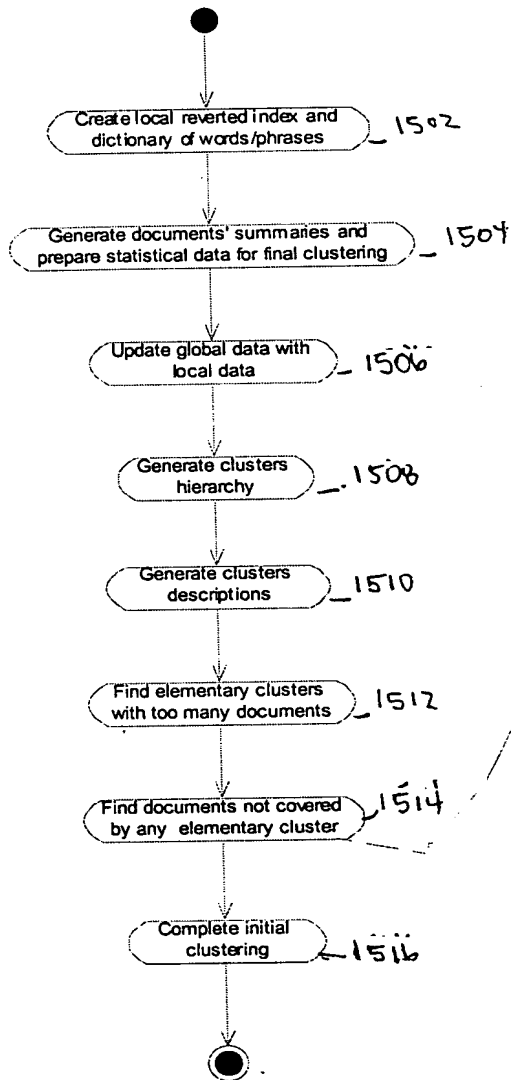 Create local reverted index and
dictionary of words/phrases
1502
Generate documents' summaries and
prepare statistical data for final clustering
1504
Update global data with
local data
1506
Generate clusters
hierarchy
1508
Generate clusters
descriptions
1510
Find elementary clusters
with too many documents
1512
Find documents not covered
by any elementary cluster
1514
Complete initial
clustering
1516